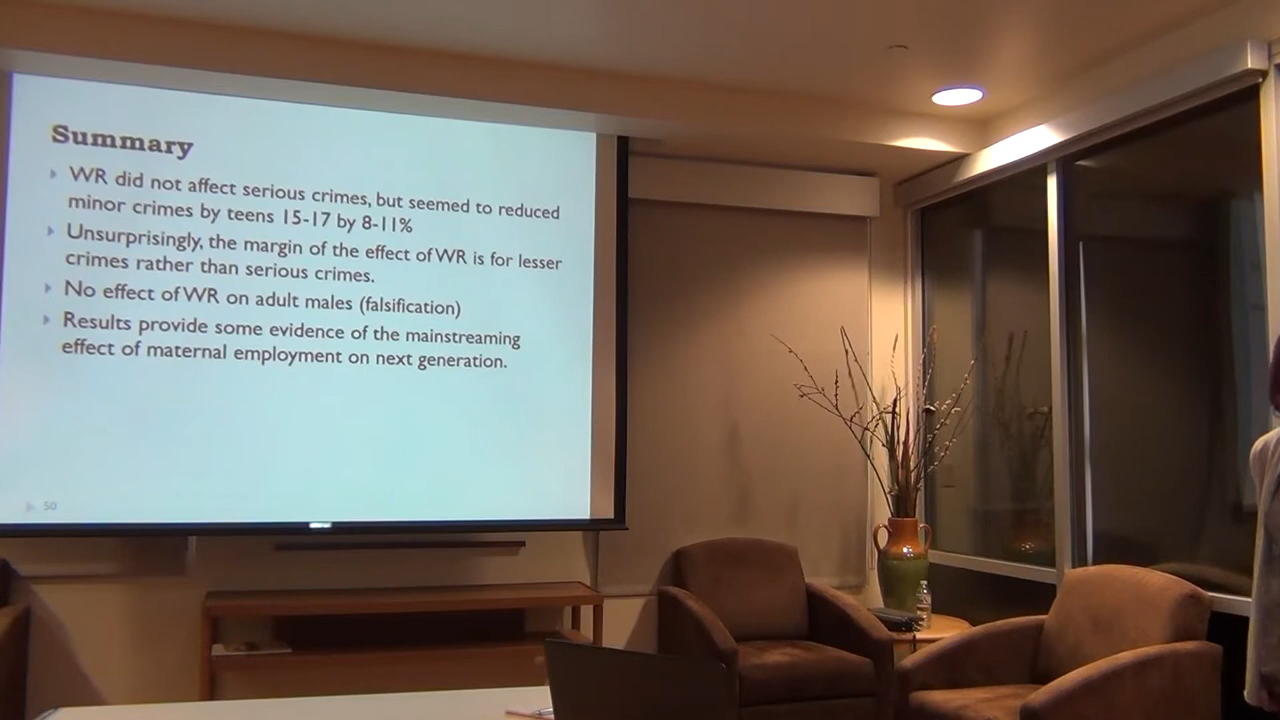 Summary
WR did not affect serious crimes, but seemed to reduced
minor crimes by teens 15-17 by 8-11%
Unsurprisingly, the margin of the effect of WR is for lesser
crimes rather than serious crimes.
No effect of WR on adult males (falsification)
Results provide some evidence of the mainstreaming
effect of maternal employment on next generation.
50